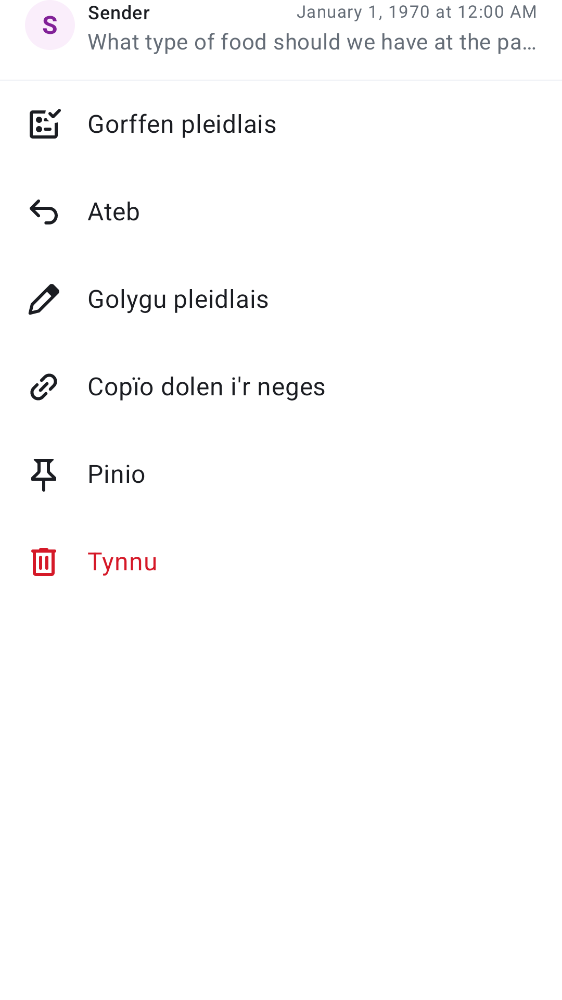 S
Sender
January 1, 1970 at 12:00 AM
What type of food should we have at the pa…
Gorffen pleidlais
Ateb
Golygu pleidlais
Copïo dolen i'r neges
Pinio
Tynnu